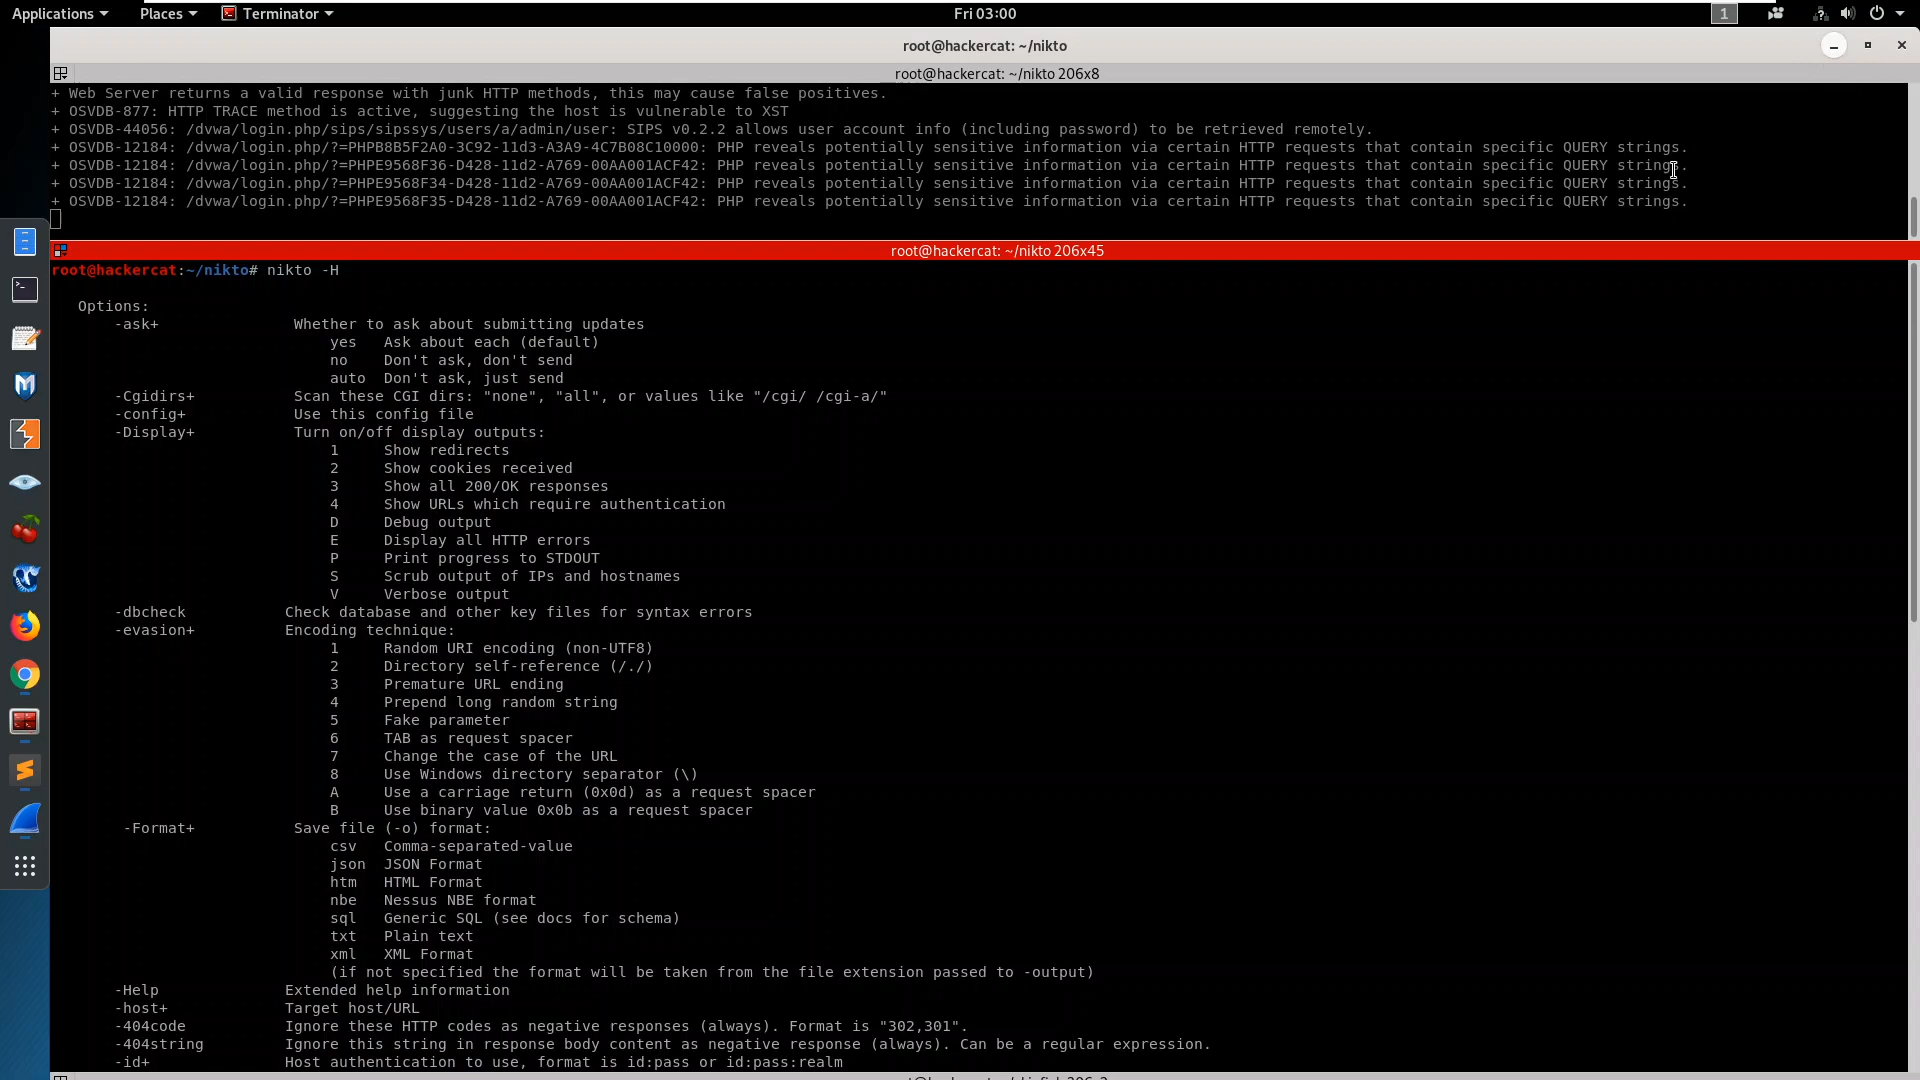 Applications Places Terminator Fri 03:00 1
root@hackercat: ~/nikto
root@hackercat: ~/nikto 206x8
+ Web Server returns a valid response with junk HTTP methods, this may cause false positives.
+ OSVDB-877: HTTP TRACE method is active, suggesting the host is vulnerable to XST
+ OSVDB-44056: /dvwa/login.php/sips/sipssys/users/a/admin/user: SIPS v0.2.2 allows user account info (including password) to be retrieved remotely.
+ OSVDB-12184: /dvwa/login.php/?=PHPB8B5F2A0-3C92-11d3-A3A9-4C7B08C10000: PHP reveals potentially sensitive information via certain HTTP requests that contain specific QUERY strings.
+ OSVDB-12184: /dvwa/login.php/?=PHPE9568F36-D428-11d2-A769-00AA001ACF42: PHP reveals potentially sensitive information via certain HTTP requests that contain specific QUERY strings.
+ OSVDB-12184: /dvwa/login.php/?=PHPE9568F34-D428-11d2-A769-00AA001ACF42: PHP reveals potentially sensitive information via certain HTTP requests that contain specific QUERY strings.
+ OSVDB-12184: /dvwa/login.php/?=PHPE9568F35-D428-11d2-A769-00AA001ACF42: PHP reveals potentially sensitive information via certain HTTP requests that contain specific QUERY strings.
root@hackercat: ~/nikto 206x45
root@hackercat:~/nikto# nikto -H
Options:
-ask+ Whether to ask about submitting updates
yes Ask about each (default)
no Don't ask, don't send
auto Don't ask, just send
-Cgidirs+ Scan these CGI dirs: "none", "all", or values like "/cgi/ /cgi-a/"
-config+ Use this config file
-Display+ Turn on/off display outputs:
1 Show redirects
2 Show cookies received
3 Show all 200/OK responses
4 Show URLs which require authentication
D Debug output
E Display all HTTP errors
P Print progress to STDOUT
S Scrub output of IPs and hostnames
V Verbose output
-dbcheck Check database and other key files for syntax errors
-evasion+ Encoding technique:
1 Random URI encoding (non-UTF8)
2 Directory self-reference (/./)
3 Premature URL ending
4 Prepend long random string
5 Fake parameter
6 TAB as request spacer
7 Change the case of the URL
8 Use Windows directory separator (\)
A Use a carriage return (0x0d) as a request spacer
B Use binary value 0x0b as a request spacer
-Format+ Save file (-o) format:
csv Comma-separated-value
json JSON Format
htm HTML Format
nbe Nessus NBE format
sql Generic SQL (see docs for schema)
txt Plain text
xml XML Format
(if not specified the format will be taken from the file extension passed to -output)
-Help Extended help information
-host+ Target host/URL
-404code Ignore these HTTP codes as negative responses (always). Format is "302,301".
-404string Ignore this string in response body content as negative response (always). Can be a regular expression.
-id+ Host authentication to use, format is id:pass or id:pass:realm